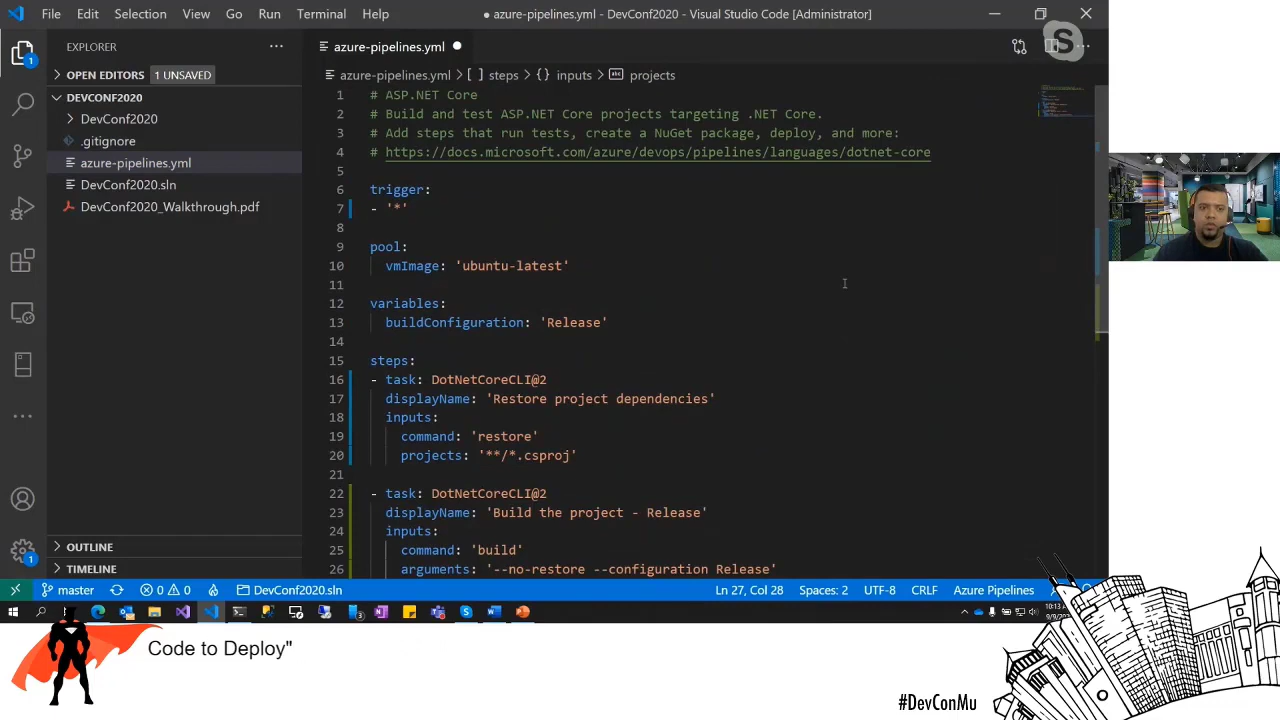 File Edit Selection View Go Run Terminal Help
● azure-pipelines.yml - DevConf2020 - Visual Studio Code [Administrator]
EXPLORER
OPEN EDITORS 1 UNSAVED
DEVCONF2020
DevConf2020
.gitignore
azure-pipelines.yml
DevConf2020.sln
DevConf2020_Walkthrough.pdf
OUTLINE
TIMELINE
azure-pipelines.yml
azure-pipelines.yml > [ ] steps > {} inputs > abc projects
1 # ASP.NET Core
2 # Build and test ASP.NET Core projects targeting .NET Core.
3 # Add steps that run tests, create a NuGet package, deploy, and more:
4 # https://docs.microsoft.com/azure/devops/pipelines/languages/dotnet-core
5
6 trigger:
7 - '*'
8
9 pool:
10 vmImage: 'ubuntu-latest'
11
12 variables:
13 buildConfiguration: 'Release'
14
15 steps:
16 - task: DotNetCoreCLI@2
17 displayName: 'Restore project dependencies'
18 inputs:
19 command: 'restore'
20 projects: '**/*.csproj'
21
22 - task: DotNetCoreCLI@2
23 displayName: 'Build the project - Release'
24 inputs:
25 command: 'build'
26 arguments: '--no-restore --configuration Release'
master 0 0 DevConf2020.sln Ln 27, Col 28 Spaces: 2 UTF-8 CRLF Azure Pipelines
10:13 A
9/9/
Code to Deploy"
#DevConMu